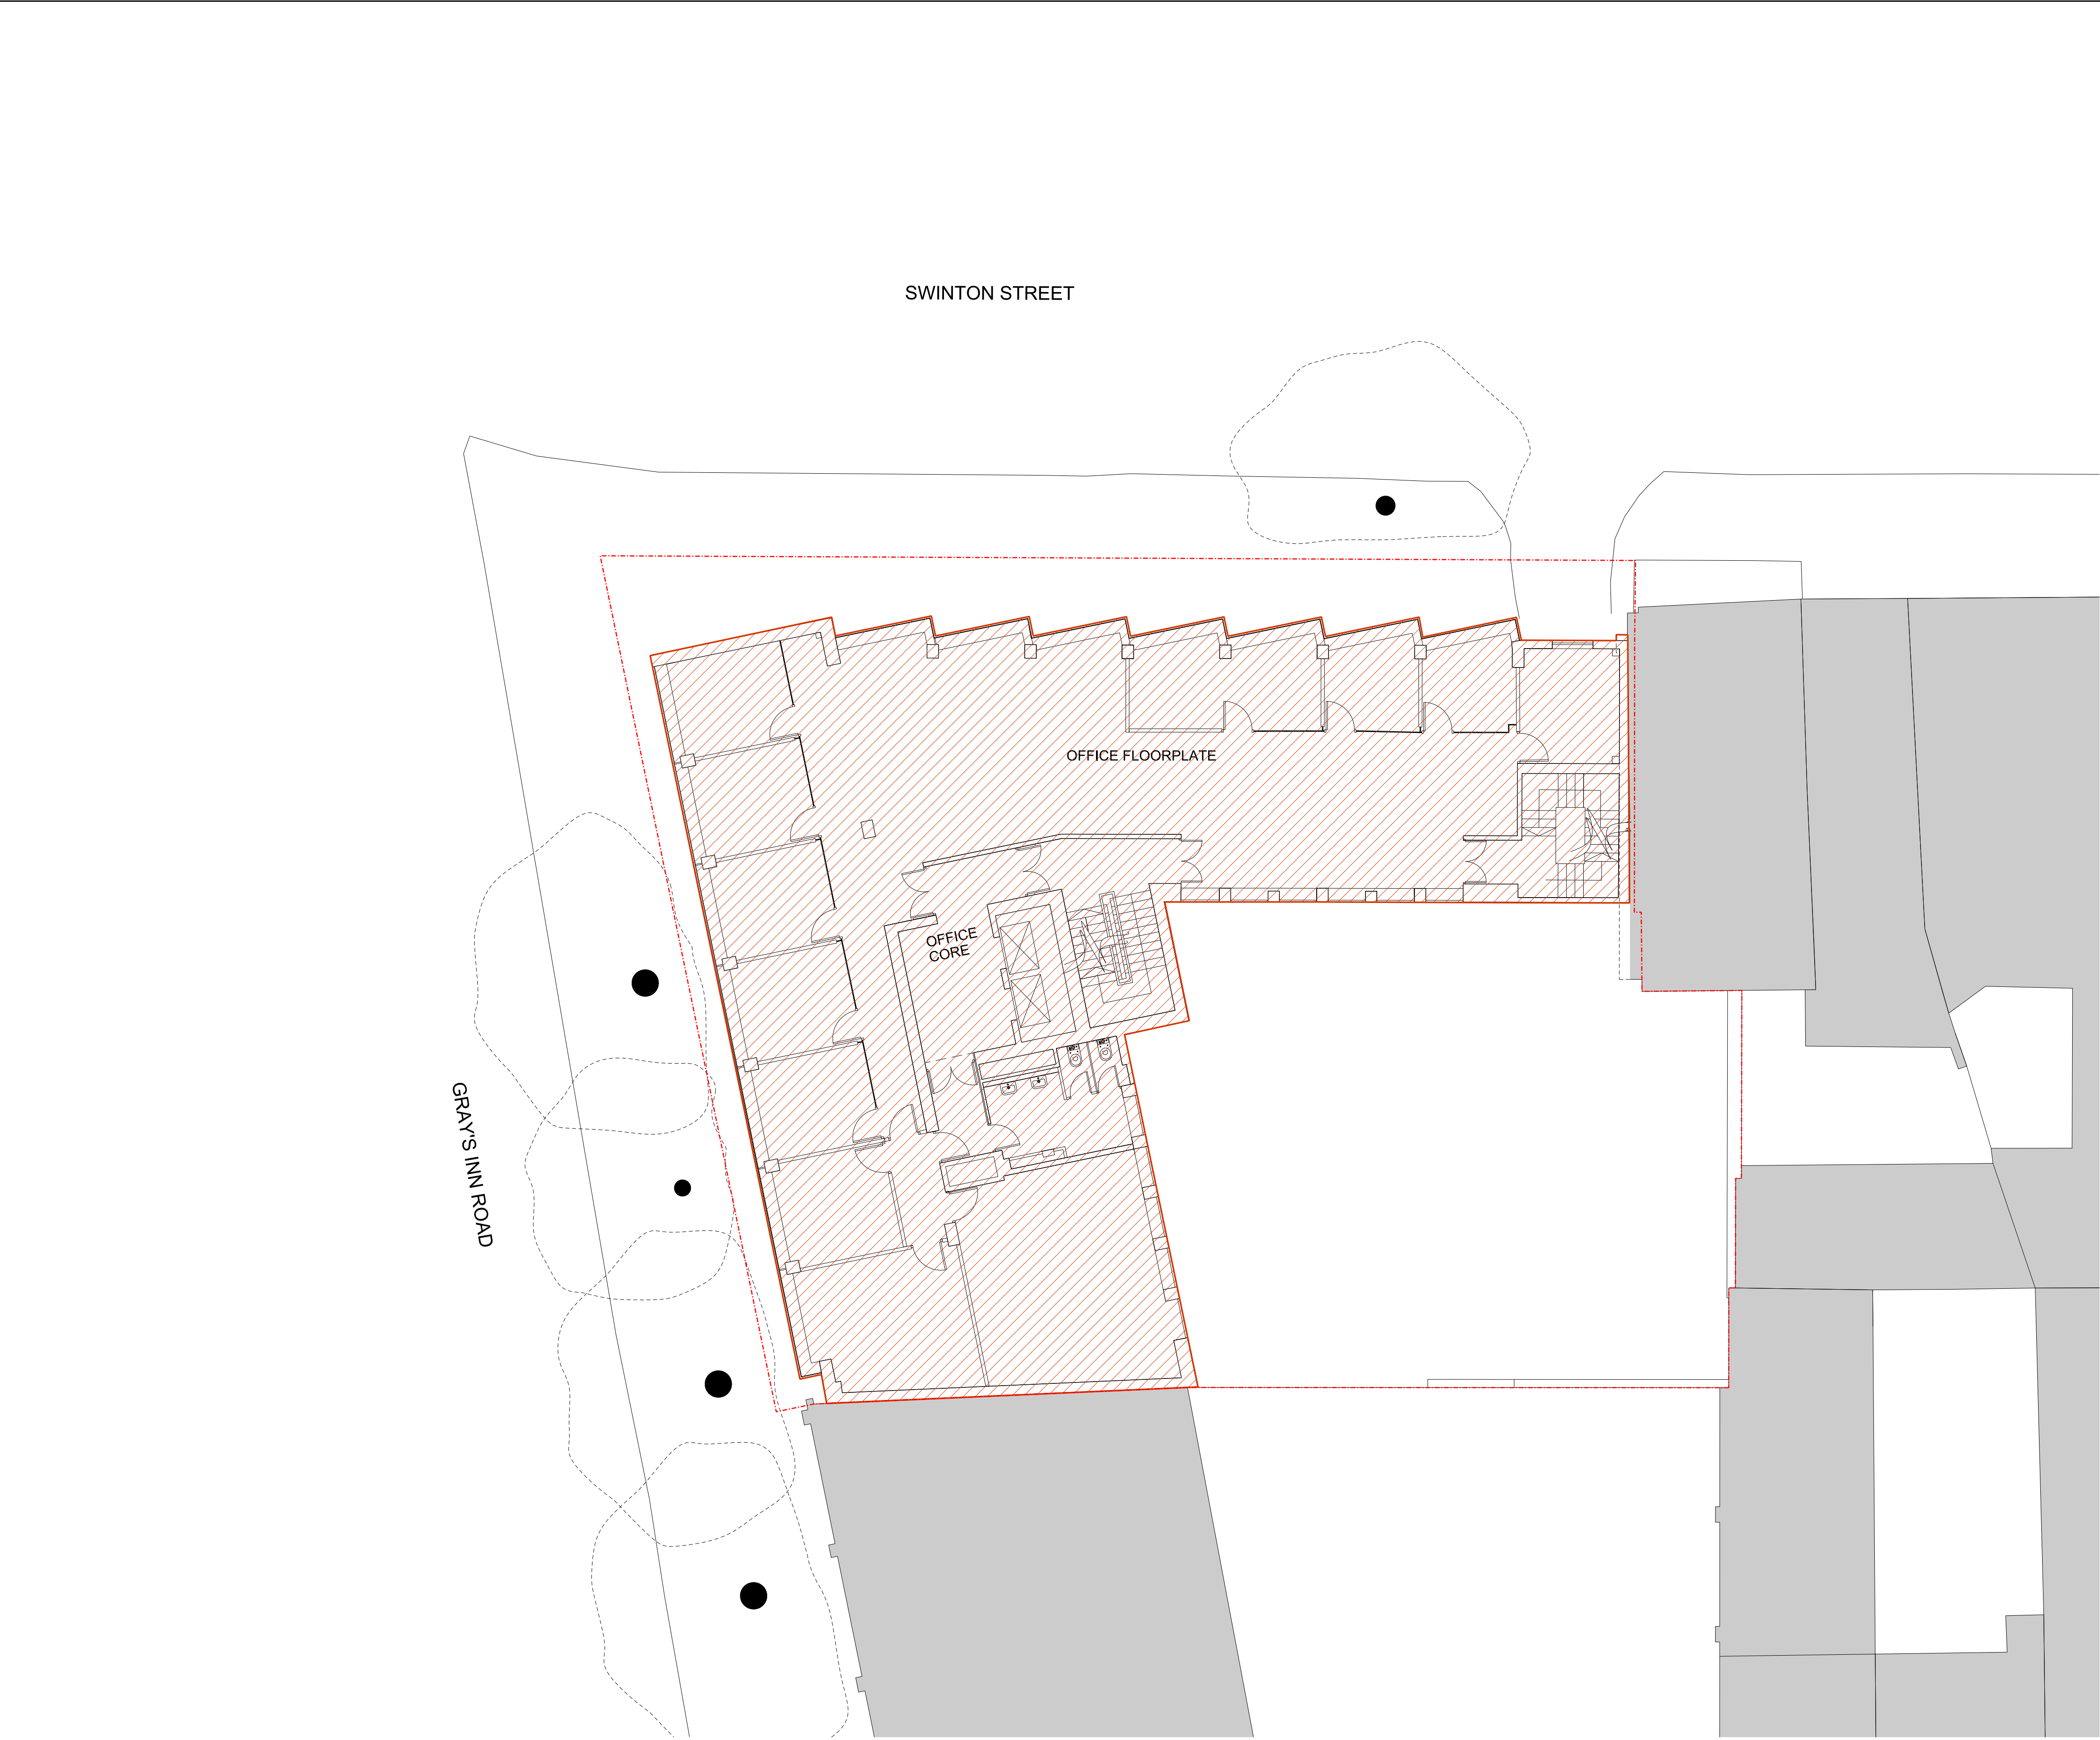 SWINTON STREET
OFFICE FLOORPLATE
OFFICE
CORE
GRAY'S INN ROAD